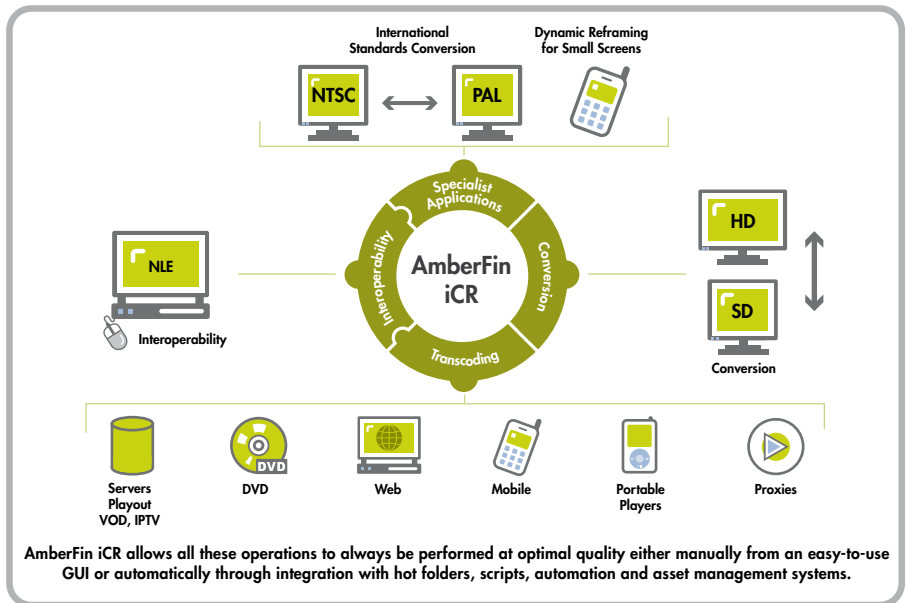 International
Standards Conversion
Dynamic Reframing
for Small Screens
NTSC
PAL
Specialist
Applications
Interoperability
Conversion
Transcoding
AmberFin
iCR
NLE
Interoperability
HD
SD
Conversion
Servers
Playout
VOD, IPTV
DVD
DVD
Web
Mobile
Portable
Players
Proxies
AmberFin iCR allows all these operations to always be performed at optimal quality either manually from an easy-to-use
GUI or automatically through integration with hot folders, scripts, automation and asset management systems.